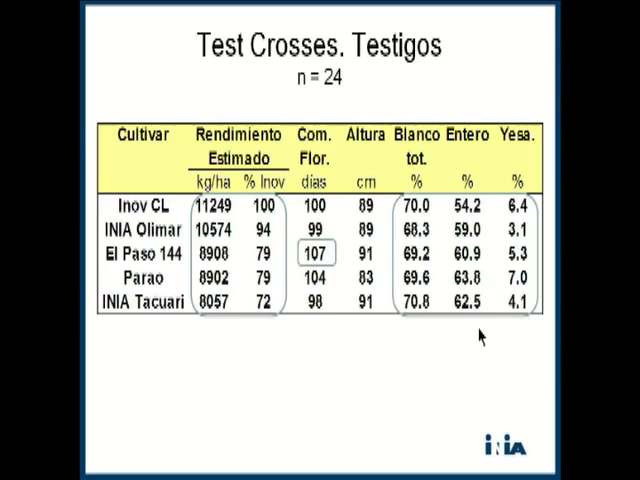 Test Crosses. Testigos
n = 24
Cultivar Rendimiento Com. Altura Blanco Entero Yesa.
Estimado Flor. tot.
kg/ha % Inov días cm % % %
Inov CL 11249 100 100 89 70.0 54.2 6.4
INIA Olimar 10574 94 99 89 68.3 59.0 3.1
El Paso 144 8908 79 107 91 69.2 60.9 5.3
Parao 8902 79 104 83 69.6 63.8 7.0
INIA Tacuari 8057 72 98 91 70.8 62.5 4.1
INIA